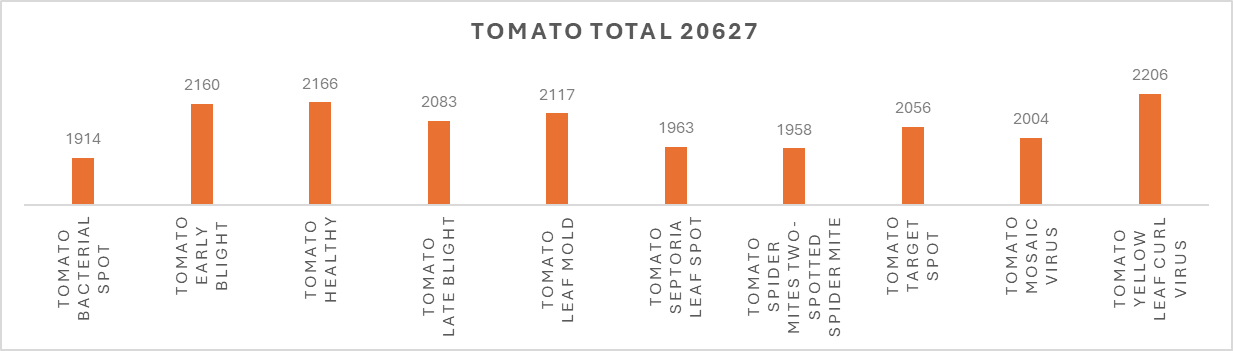 TOMATO TOTAL 20627
1914
2160
2166
2083
2117
1963
1958
2056
2004
2206
TOMATO
BACTERIAL
SPOT
TOMATO
EARLY
BLIGHT
TOMATO
HEALTHY
TOMATO
LATE BLIGHT
TOMATO
LEAF MOLD
TOMATO
SEPTORIA
LEAF SPOT
TOMATO
SPIDER
MITES TWO-
SPOTTED
SPIDERMITE
TOMATO
TARGET
SPOT
TOMATO
MOSAIC
VIRUS
TOMATO
YELLOW
LEAF CURL
VIRUS